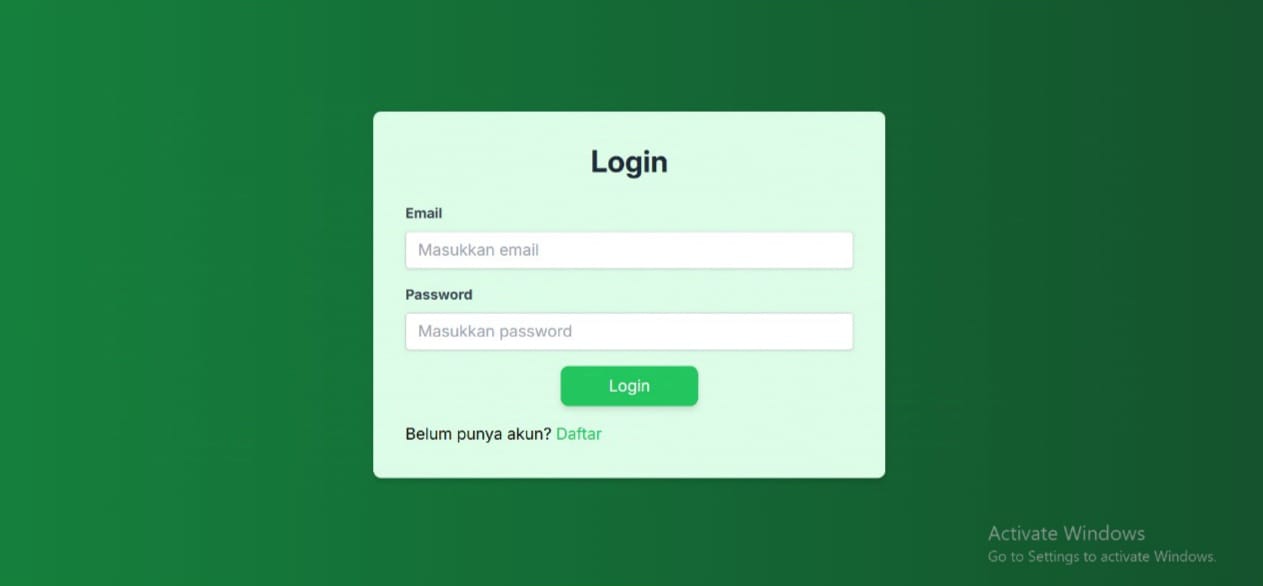 Login
Email
Masukkan email
Password
Masukkan password
Login
Belum punya akun? Daftar
Activate Windows
Go to Settings to activate Windows.